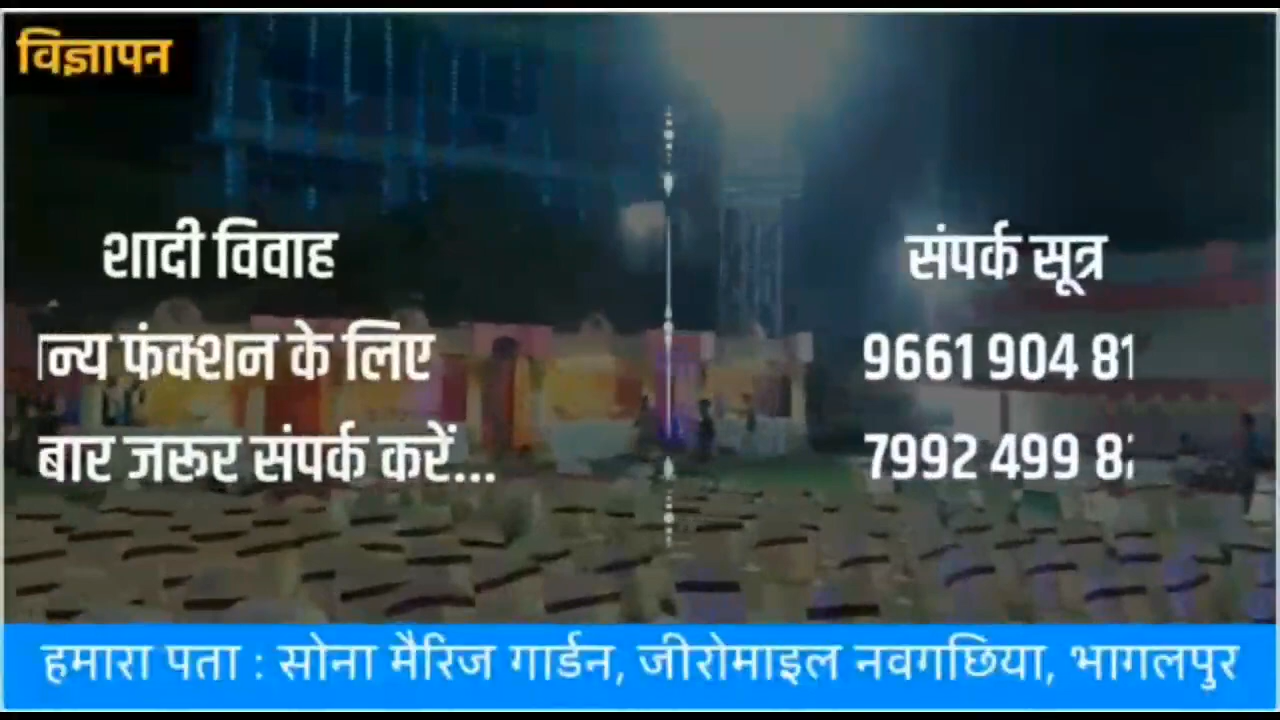 विज्ञापन
शादी विवाह
न्य फंक्शन के लिए
बार जरूर संपर्क करें...
संपर्क सूत्र
9661 904 81
7992 499 8
हमारा पता : सोना मैरिज गार्डन, जीरोमाइल नवगछिया, भागलपुर